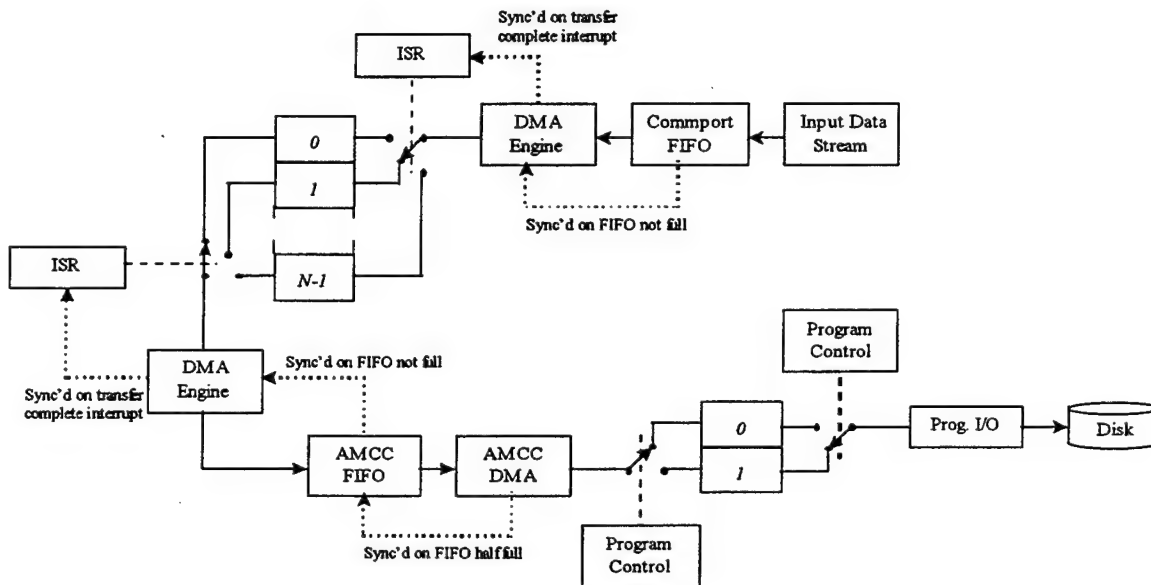 Sync'd on transfer
complete interrupt
ISR
DMA
Engine
Commport
FIFO
Input Data
Stream
0
1
N-1
Sync'd on FIFO not full
ISR
DMA
Engine
Sync'd on transfer
complete interrupt
Sync'd on FIFO not full
AMCC
FIFO
AMCC
DMA
Sync'd on FIFO half full
Program
Control
0
1
Prog. I/O
Disk
Program
Control